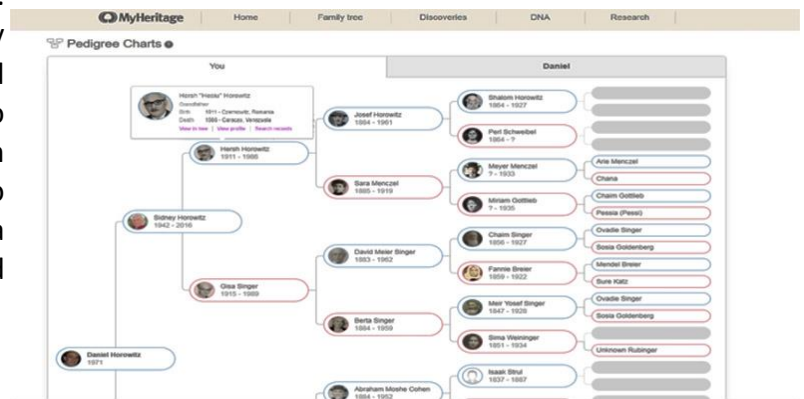 MyHeritage
Home
Family tree
Discoveries
DNA
Research
Pedigree Charts
You
Daniel
Hersh "Hesiu" Horowitz
Grandfather
Birth 1911 - Czernowitz, Romania
Death 1986 - Caracas, Venezuela
View in tree | View profile | Search records
Hersh Horowitz
1911 - 1986
Sidney Horowitz
1942 - 2016
Gisa Singer
1915 - 1989
Daniel Horowitz
1971
Josef Horowitz
1884 - 1961
Sara Menczel
1885 - 1919
David Meier Singer
1883 - 1962
Berta Singer
1884 - 1959
Abraham Moshe Cohen
1884 - 1952
Shalom Horowitz
1864 - 1927
Perl Schweibel
1864 - ?
Meyer Menczel
? - 1933
Miriam Gottlieb
? - 1935
Chaim Singer
1856 - 1927
Fannie Breier
1859 - 1922
Meir Yosef Singer
1847 - 1928
Sima Weininger
1851 - 1934
Isaak Strul
1837 - 1887
Arie Menczel
Chana
Chaim Gottlieb
Pessia (Pessi)
Ovadie Singer
Sosia Goldenberg
Mendel Breier
Sure Katz
Ovadie Singer
Sosia Goldenberg
Unknown Rubinger